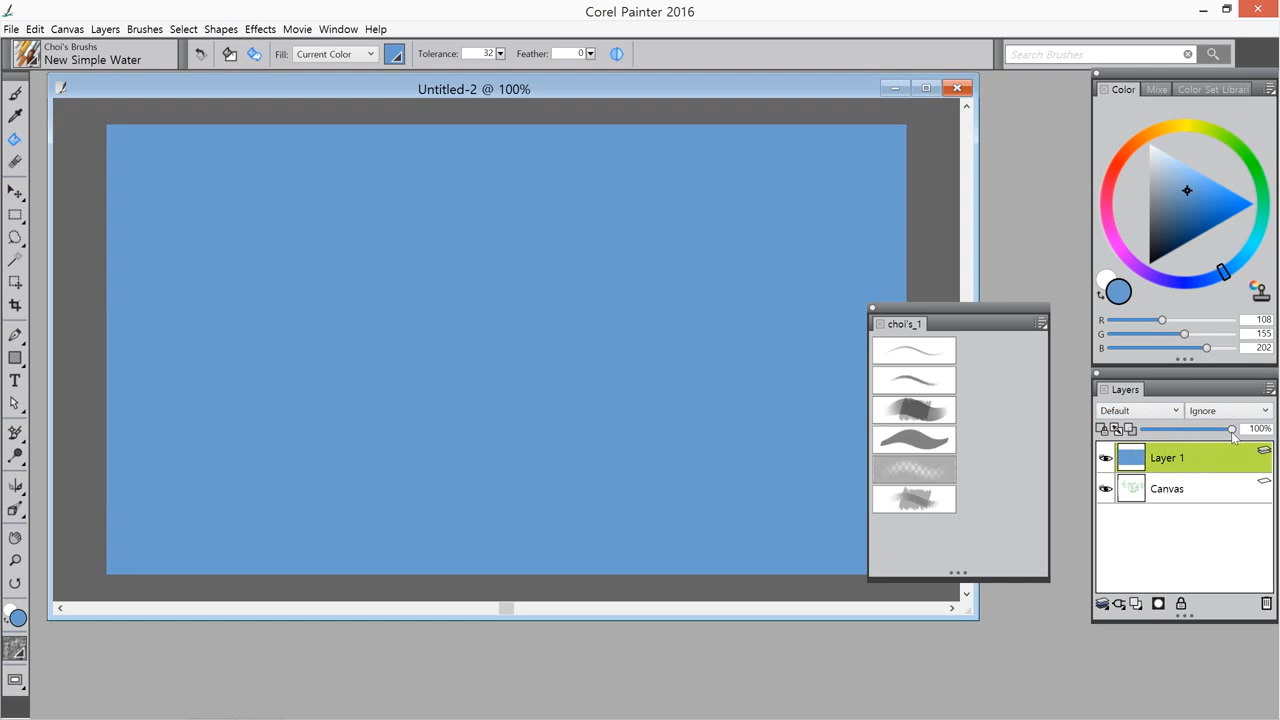 Corel Painter 2016
File Edit Canvas Layers Brushes Select Shapes Effects Movie Window Help
Choi's Brushs
New Simple Water
Fill: Current Color Tolerance: 32 Feather: 0
Search Brushes
Untitled-2 @ 100%
Color Mixe Color Set Librari
R 108
G 155
B 202
choi's_1
Layers
Default Ignore
100%
Layer 1
Canvas